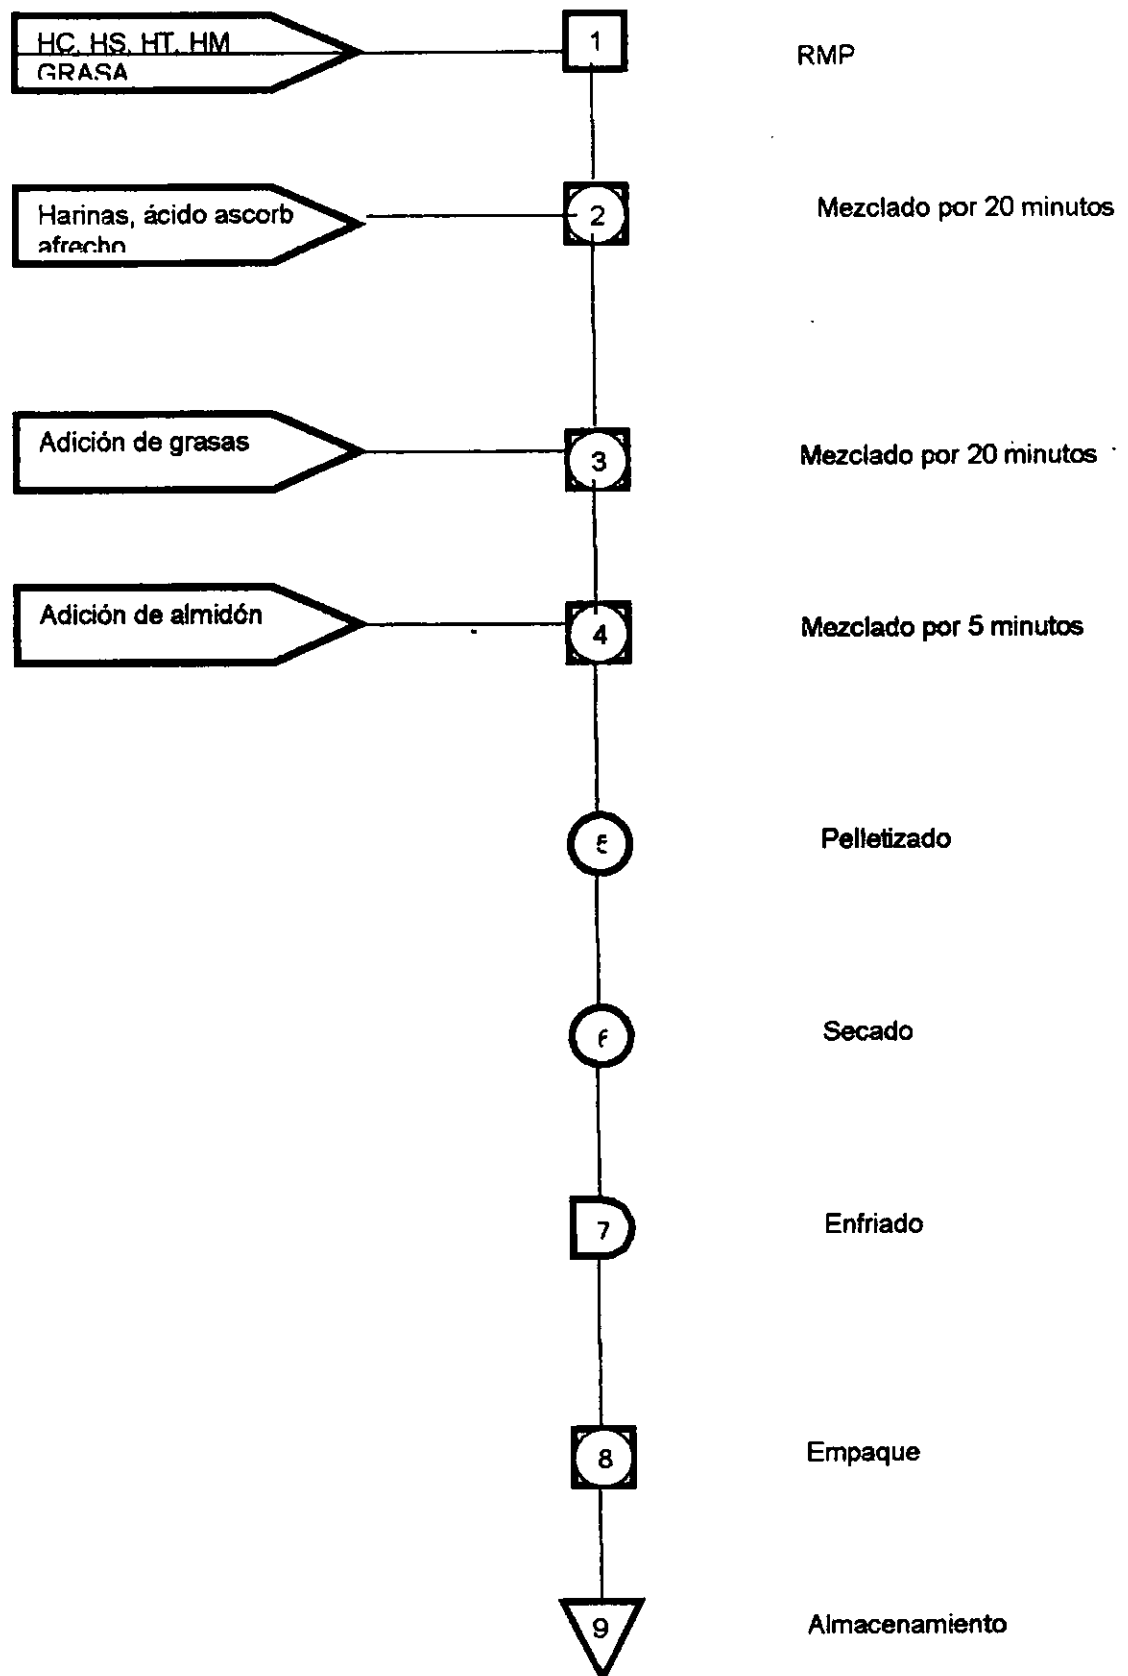 HC, HS, HT, HM
GRASA
1
RMP
Harinas, ácido ascorb
afrecho
2
Mezclado por 20 minutos
Adición de grasas
3
Mezclado por 20 minutos
Adición de almidón
4
Mezclado por 5 minutos
Pelletizado
Secado
7
Enfriado
8
Empaque
9
Almacenamiento